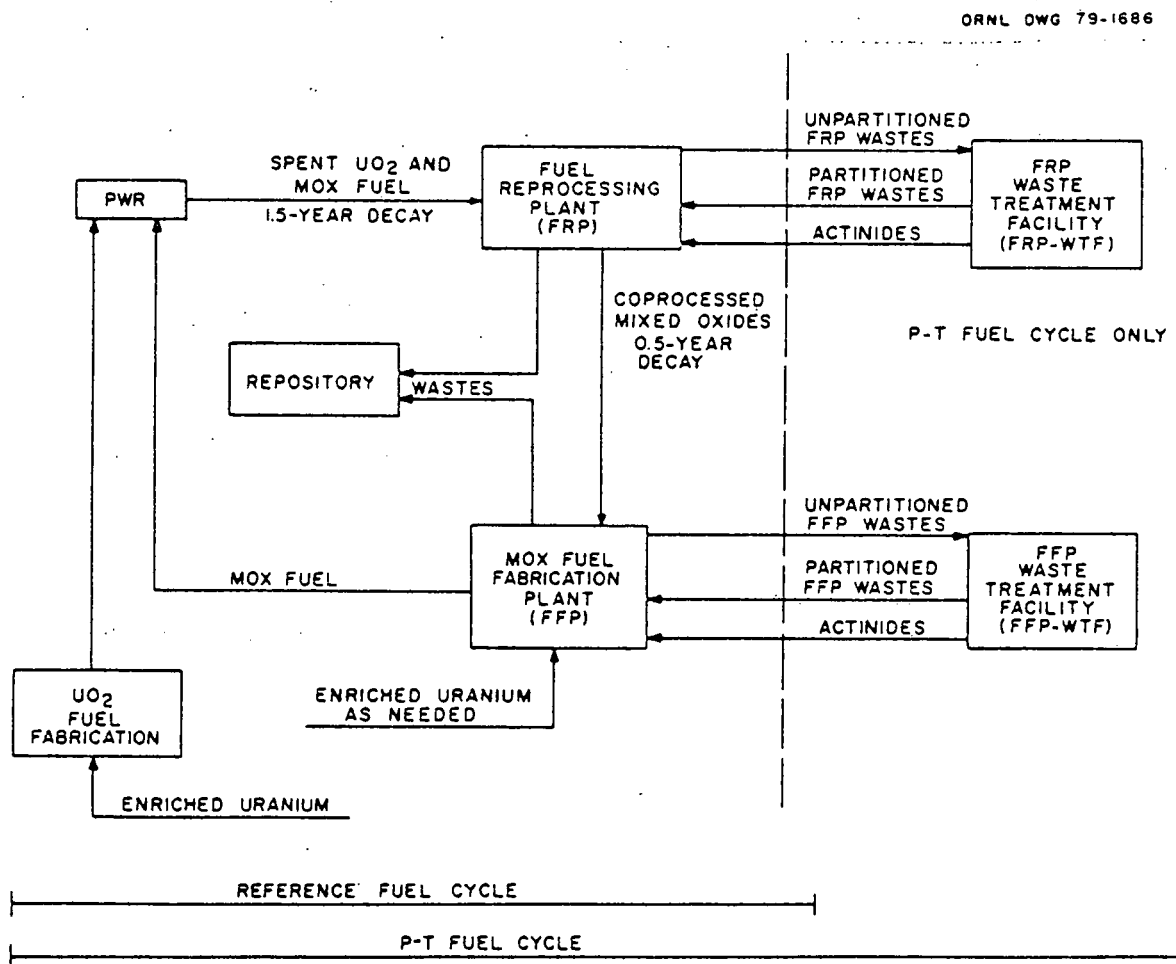 ORNL DWG 79-1686
UNPARTITIONED
FRP WASTES
SPENT UO2 AND
MOX FUEL
1.5-YEAR DECAY
PWR
FUEL
REPROCESSING
PLANT
(FRP)
PARTITIONED
FRP WASTES
ACTINIDES
FRP
WASTE
TREATMENT
FACILITY
(FRP-WTF)
COPROCESSED
MIXED OXIDES
0.5-YEAR
DECAY
P-T FUEL CYCLE ONLY
REPOSITORY
WASTES
UNPARTITIONED
FFP WASTES
MOX FUEL
MOX FUEL
FABRICATION
PLANT
(FFP)
PARTITIONED
FFP WASTES
ACTINIDES
FFP
WASTE
TREATMENT
FACILITY
(FFP-WTF)
UO2
FUEL
FABRICATION
ENRICHED URANIUM
AS NEEDED
ENRICHED URANIUM
REFERENCE FUEL CYCLE
P-T FUEL CYCLE